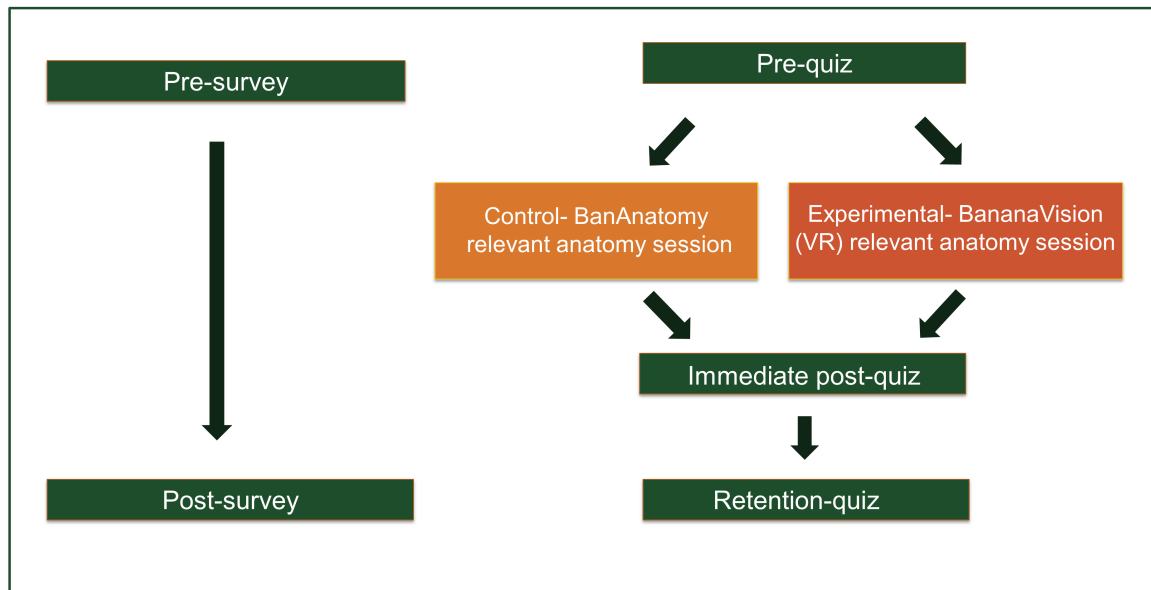 Pre-survey
Post-survey
Pre-quiz
Control- BanAnatomy
relevant anatomy session
Experimental- BananaVision
(VR) relevant anatomy session
Immediate post-quiz
Retention-quiz